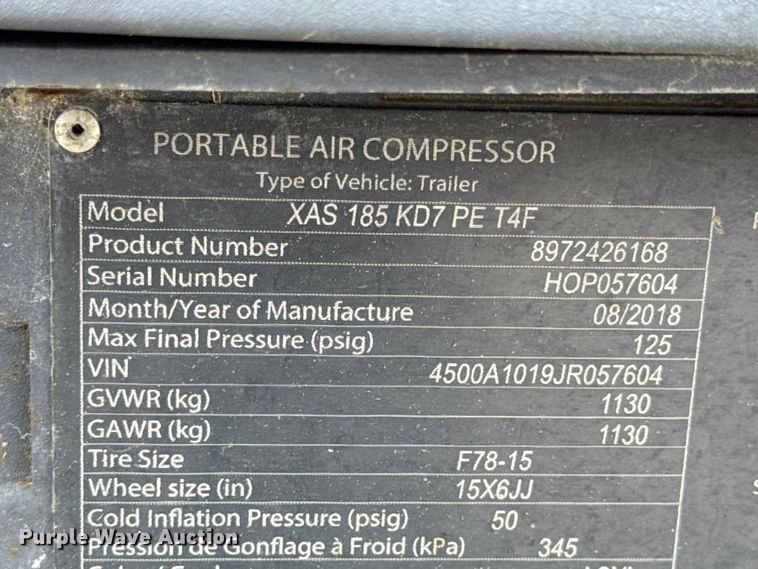 PORTABLE AIR COMPRESSOR
Type of Vehicle: Trailer
Model XAS 185 KD7 PE T4F
Product Number 8972426168
Serial Number HOP057604
Month/Year of Manufacture 08/2018
Max Final Pressure (psig) 125
VIN 4500A1019JR057604
GVWR (kg) 1130
GAWR (kg) 1130
Tire Size F78-15
Wheel size (in) 15X6JJ
Cold Inflation Pressure (psig) 50
Pression de Gonflage à Froid (kPa) 345
Purple Wave Auction